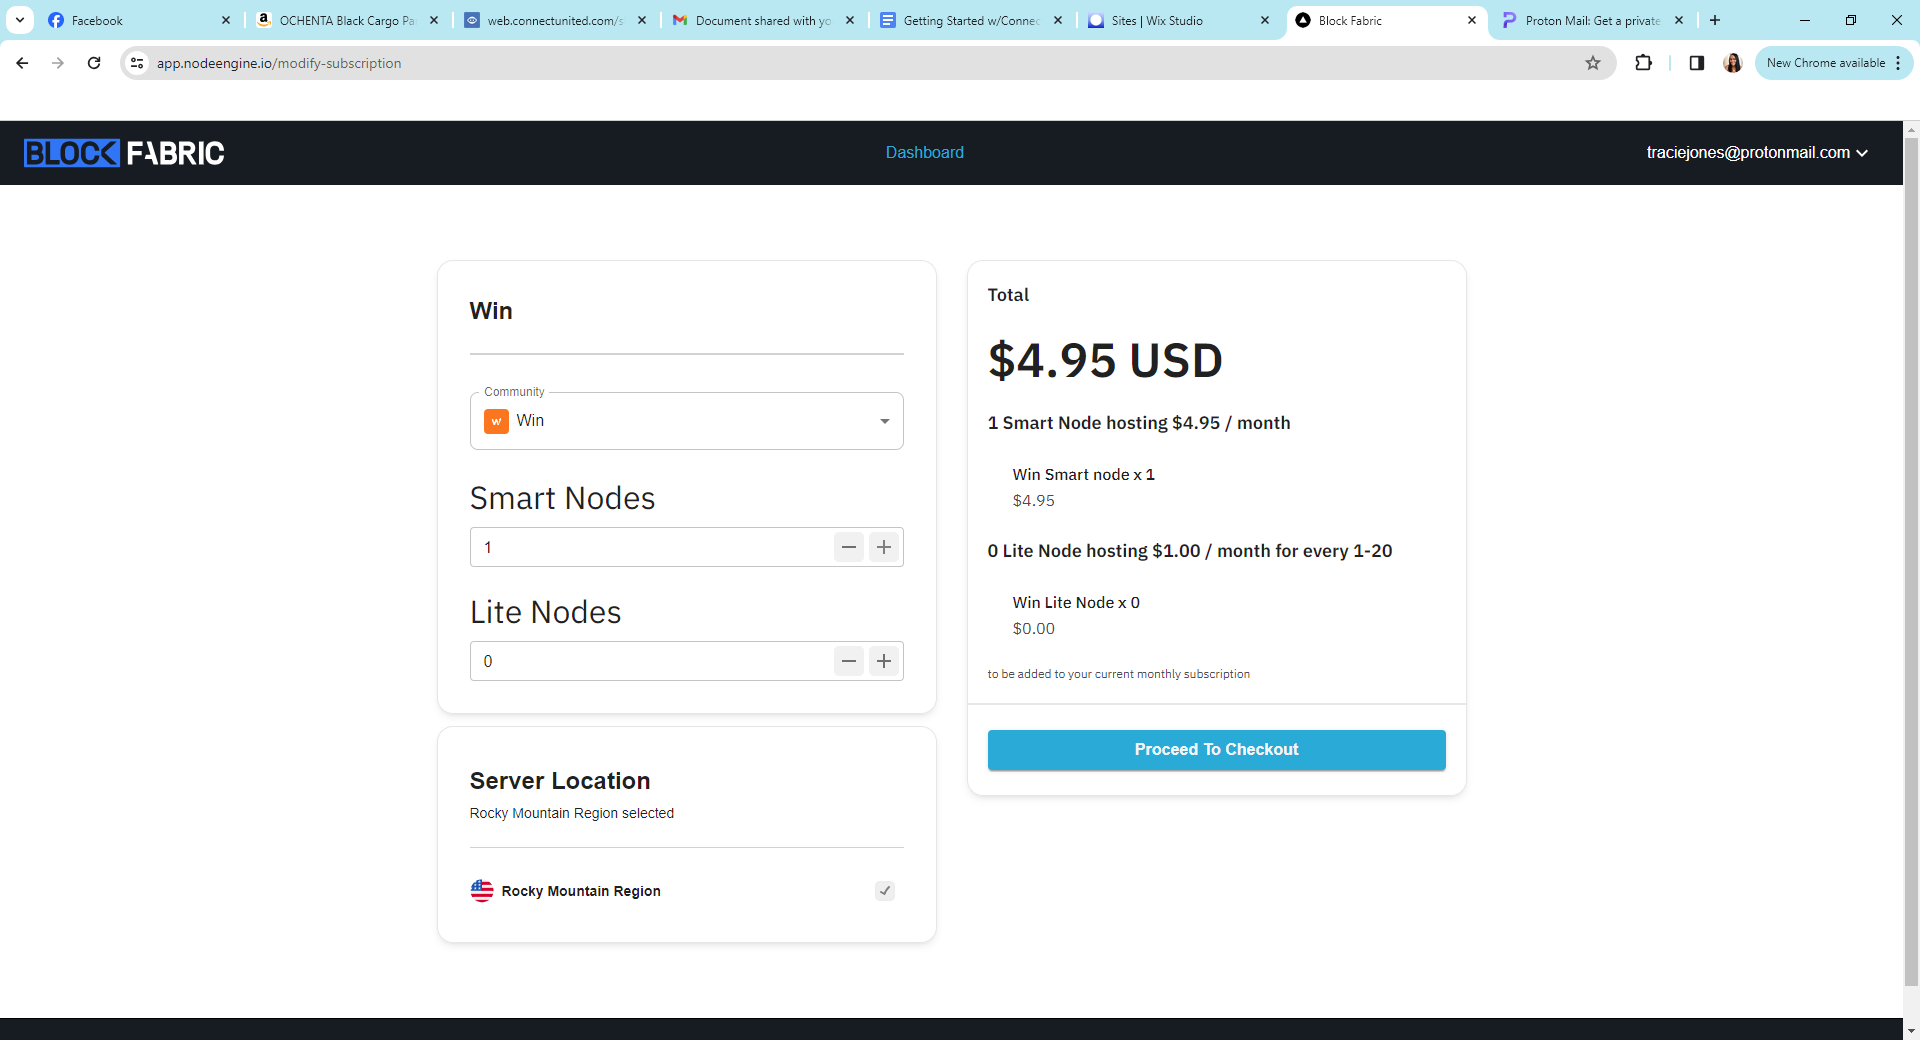 Facebook
OCHENTA Black Cargo Pa
web.connectunited.com/s
Document shared with yo
Getting Started w/Connec
Sites | Wix Studio
Block Fabric
Proton Mail: Get a private
app.nodeengine.io/modify-subscription
New Chrome available
BLOCK FABRIC
Dashboard
traciejones@protonmail.com
Win
Community
w Win
Smart Nodes
1
Lite Nodes
0
Server Location
Rocky Mountain Region selected
Rocky Mountain Region
Total
$4.95 USD
1 Smart Node hosting $4.95 / month
Win Smart node x 1
$4.95
0 Lite Node hosting $1.00 / month for every 1-20
Win Lite Node x 0
$0.00
to be added to your current monthly subscription
Proceed To Checkout